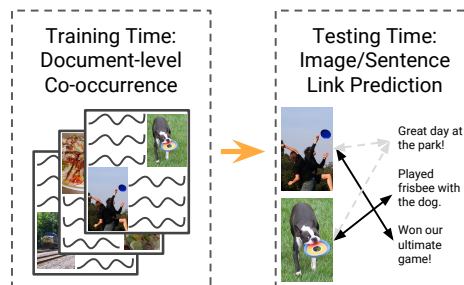 Training Time:
Document-level
Co-occurrence
Testing Time:
Image/Sentence
Link Prediction
Great day at
the park!
Played
frisbee with
the dog.
Won our
ultimate
game!